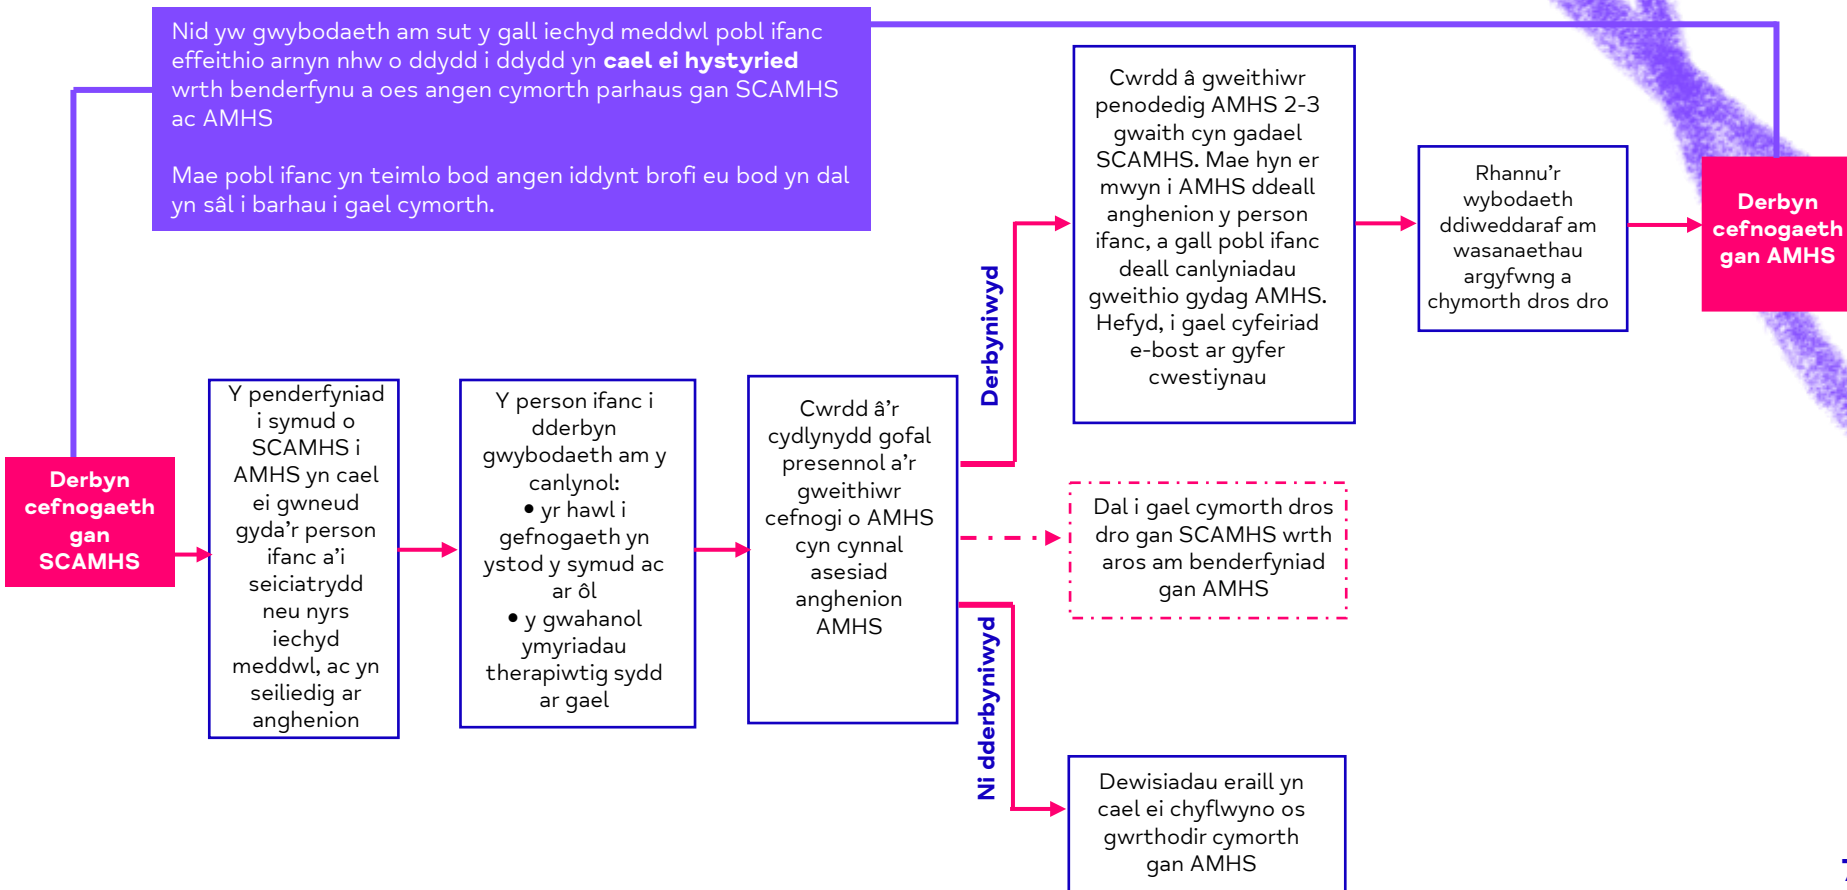 Nid yw gwybodaeth am sut y gall iechyd meddwl pobl ifanc
effeithio arnyn nhw o ddydd i ddydd yn cael ei hystyried
wrth benderfynu a oes angen cymorth parhaus gan SCAMHS
ac AMHS
Mae pobl ifanc yn teimlo bod angen iddynt brofi eu bod yn dal
yn sâl i barhau i gael cymorth.
Derbyn
cefnogaeth
gan
SCAMHS
Y penderfyniad
i symud o
SCAMHS i
AMHS yn cael
ei gwneud
gyda'r person
ifanc a'i
seiciatrydd
neu nyrs
iechyd
meddwl, ac yn
seiliedig ar
anghenion
Y person ifanc i
dderbyn
gwybodaeth am y
canlynol:
• yr hawl i
gefnogaeth yn
ystod y symud ac
ar ôl
• y gwahanol
ymyriadau
therapiwtig sydd
ar gael
Cwrdd â'r
cydlynydd gofal
presennol a'r
gweithiwr
cefnogi o AMHS
cyn cynnal
asesiad
anghenion
AMHS
Derbyniwyd
Cwrdd â gweithiwr
penodedig AMHS 2-3
gwaith cyn gadael
SCAMHS. Mae hyn er
mwyn i AMHS ddeall
anghenion y person
ifanc, a gall pobl ifanc
deall canlyniadau
gweithio gydag AMHS.
Hefyd, i gael cyfeiriad
e-bost ar gyfer
cwestiynau
Rhannu'r
wybodaeth
ddiweddaraf am
wasanaethau
argyfwng a
chymorth dros dro
Derbyn
cefnogaeth
gan AMHS
Dal i gael cymorth dros
dro gan SCAMHS wrth
aros am benderfyniad
gan AMHS
Ni dderbyniwyd
Dewisiadau eraill yn
cael ei chyflwyno os
gwrthodir cymorth
gan AMHS